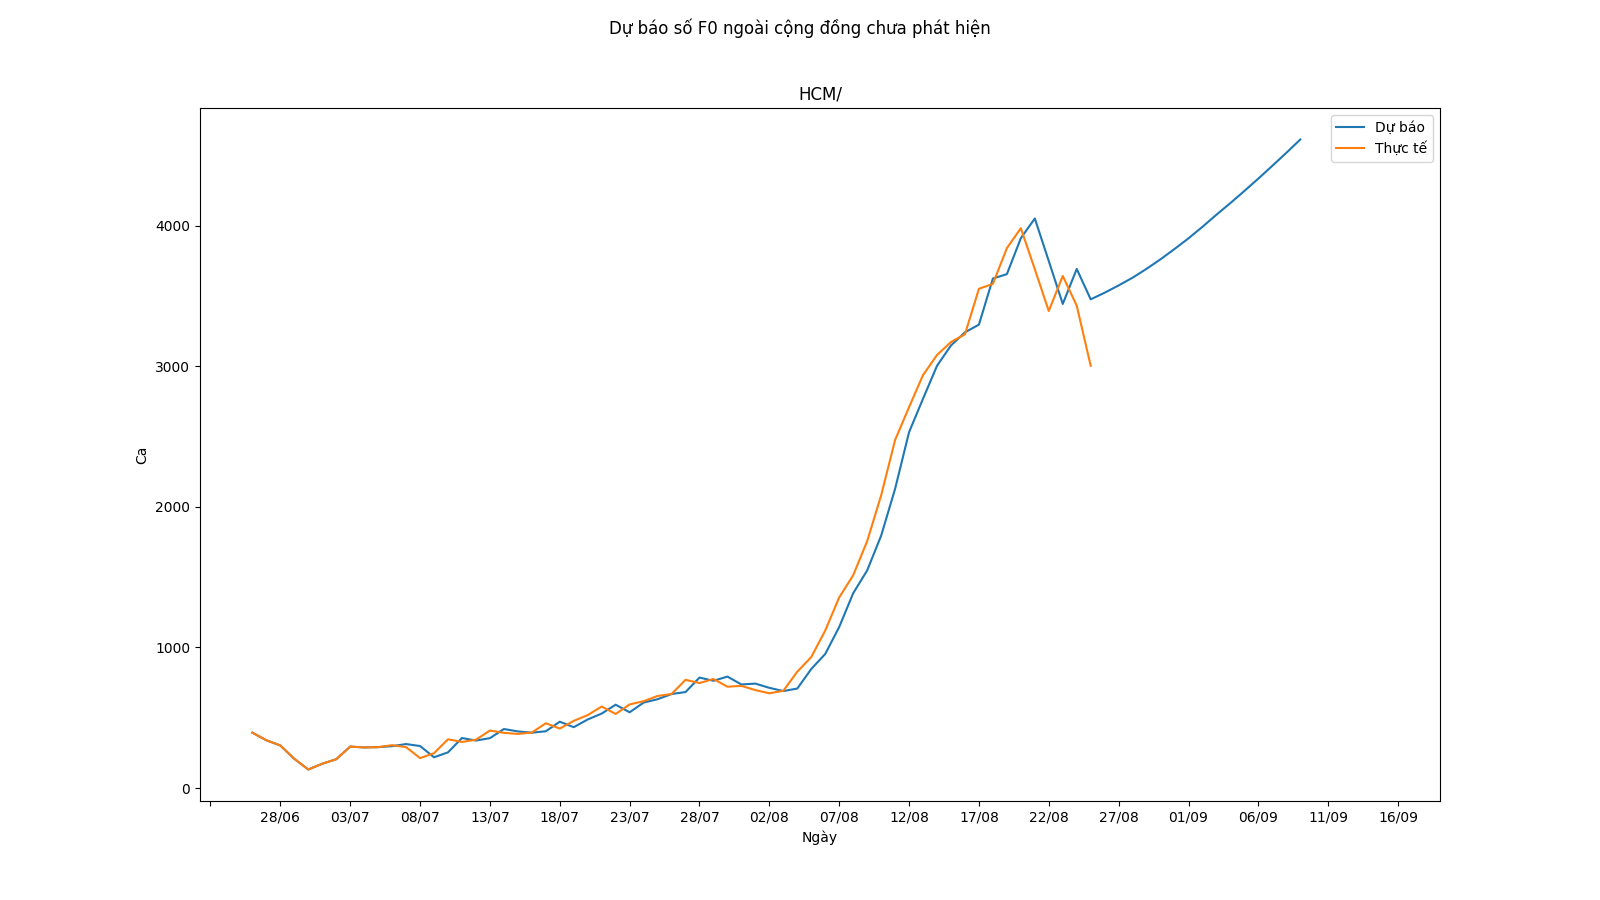 Dự báo số F0 ngoài cộng đồng chưa phát hiện
HCM/
Dự báo
Thực tế
4000
3000
2000
1000
0
Ca
28/06 03/07 08/07 13/07 18/07 23/07 28/07 02/08 07/08 12/08 17/08 22/08 27/08 01/09 06/09 11/09 16/09
Ngày